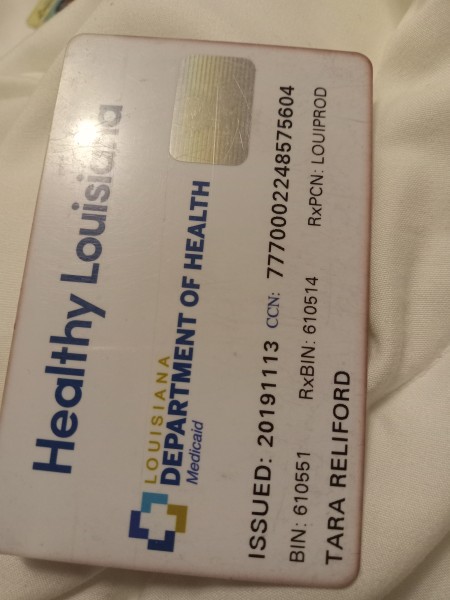 Healthy Louisiana
LOUISIANA
DEPARTMENT OF HEALTH
Medicaid
ISSUED: 20191113 CCN: 7770002248575604
BIN: 610551 RxBIN: 610514 RxPCN: LOUIPROD
TARA RELIFORD